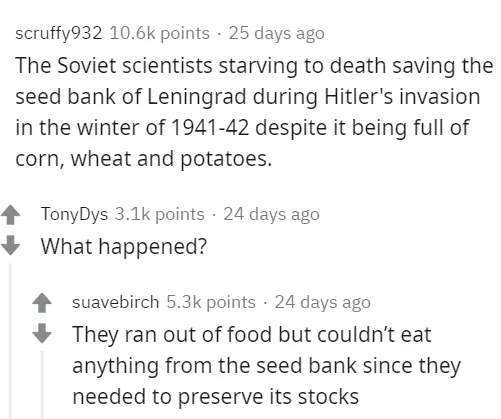 scruffy932 10.6k points · 25 days ago
The Soviet scientists starving to death saving the
seed bank of Leningrad during Hitler's invasion
in the winter of 1941-42 despite it being full of
corn, wheat and potatoes.
TonyDys 3.1k points · 24 days ago
What happened?
suavebirch 5.3k points · 24 days ago
They ran out of food but couldn’t eat
anything from the seed bank since they
needed to preserve its stocks